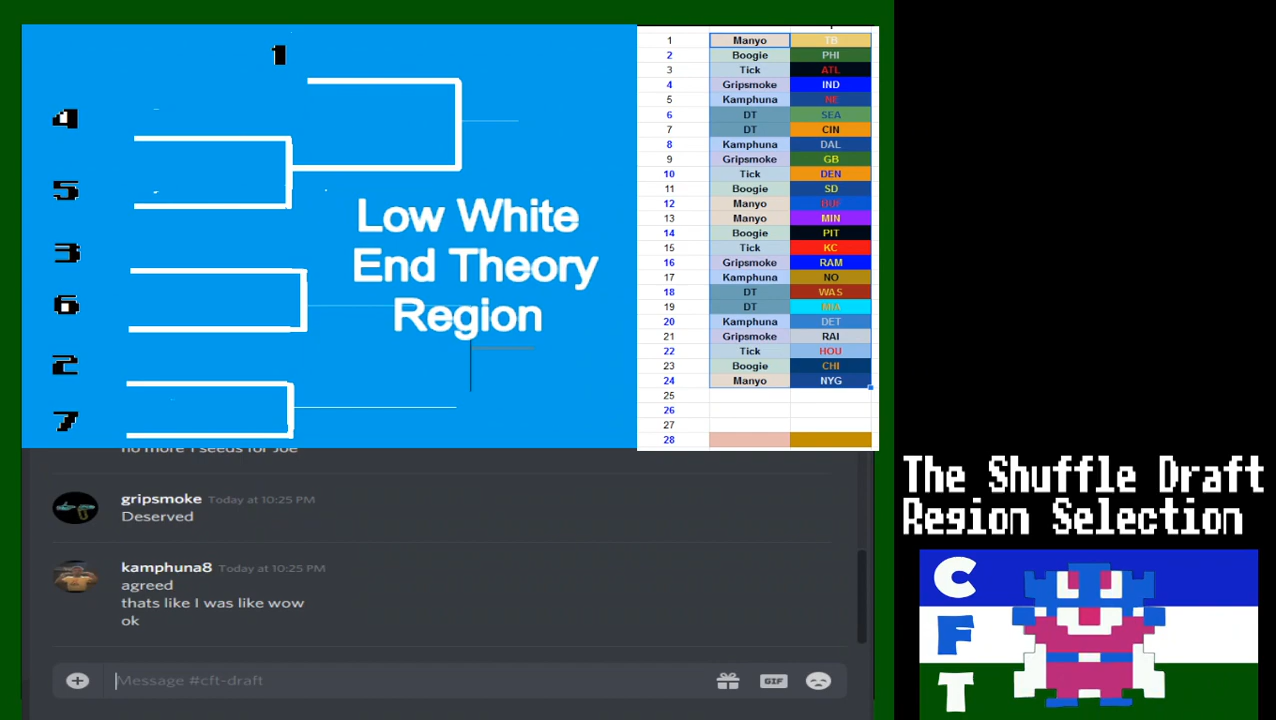 1
4
5
3
6
2
7
Low White
End Theory
Region
1 Manyo TB
2 Boogie PHI
3 Tick ATL
4 Gripsmoke IND
5 Kamphuna NE
6 DT SEA
7 DT CIN
8 Kamphuna DAL
9 Gripsmoke GB
10 Tick DEN
11 Boogie SD
12 Manyo BUF
13 Manyo MIN
14 Boogie PIT
15 Tick KC
16 Gripsmoke RAM
17 Kamphuna NO
18 DT WAS
19 DT MIA
20 Kamphuna DET
21 Gripsmoke RAI
22 Tick HOU
23 Boogie CHI
24 Manyo NYG
25
26
27
28
no more 1 seeds for Joe
gripsmoke Today at 10:25 PM
Deserved
kamphuna8 Today at 10:25 PM
agreed
thats like I was like wow
ok
Message #cft-draft
GIF
The Shuffle Draft
Region Selection
C
F
T